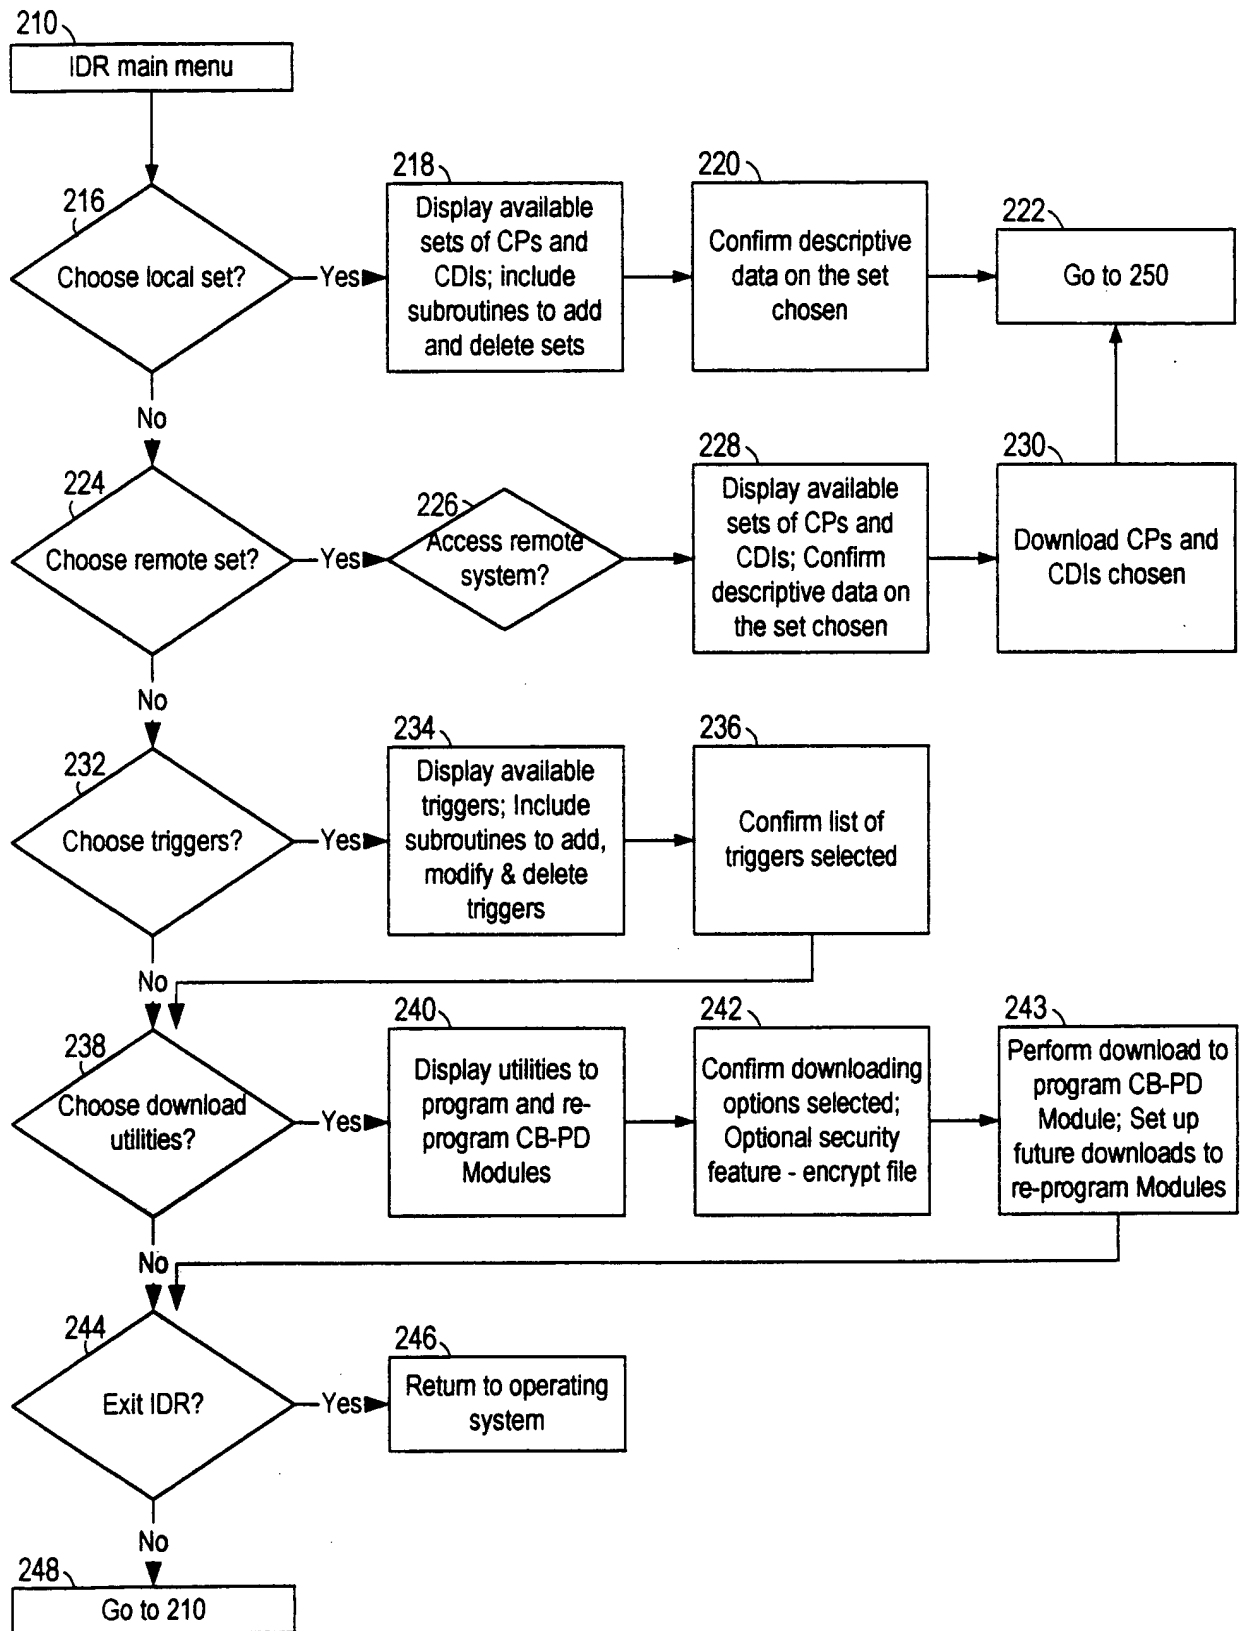 210
IDR main menu
216
Choose local set?
Yes
218
Display available
sets of CPs and
CDIs; include
subroutines to add
and delete sets
220
Confirm descriptive
data on the set
chosen
222
Go to 250
No
224
Choose remote set?
Yes
226
Access remote
system?
228
Display available
sets of CPs and
CDIs; Confirm
descriptive data on
the set chosen
230
Download CPs and
CDIs chosen
No
232
Choose triggers?
Yes
234
Display available
triggers; Include
subroutines to add,
modify & delete
triggers
236
Confirm list of
triggers selected
No
238
Choose download
utilities?
Yes
240
Display utilities to
program and re-
program CB-PD
Modules
242
Confirm downloading
options selected;
Optional security
feature - encrypt file
243
Perform download to
program CB-PD
Module; Set up
future downloads to
re-program Modules
No
244
Exit IDR?
Yes
246
Return to operating
system
No
248
Go to 210